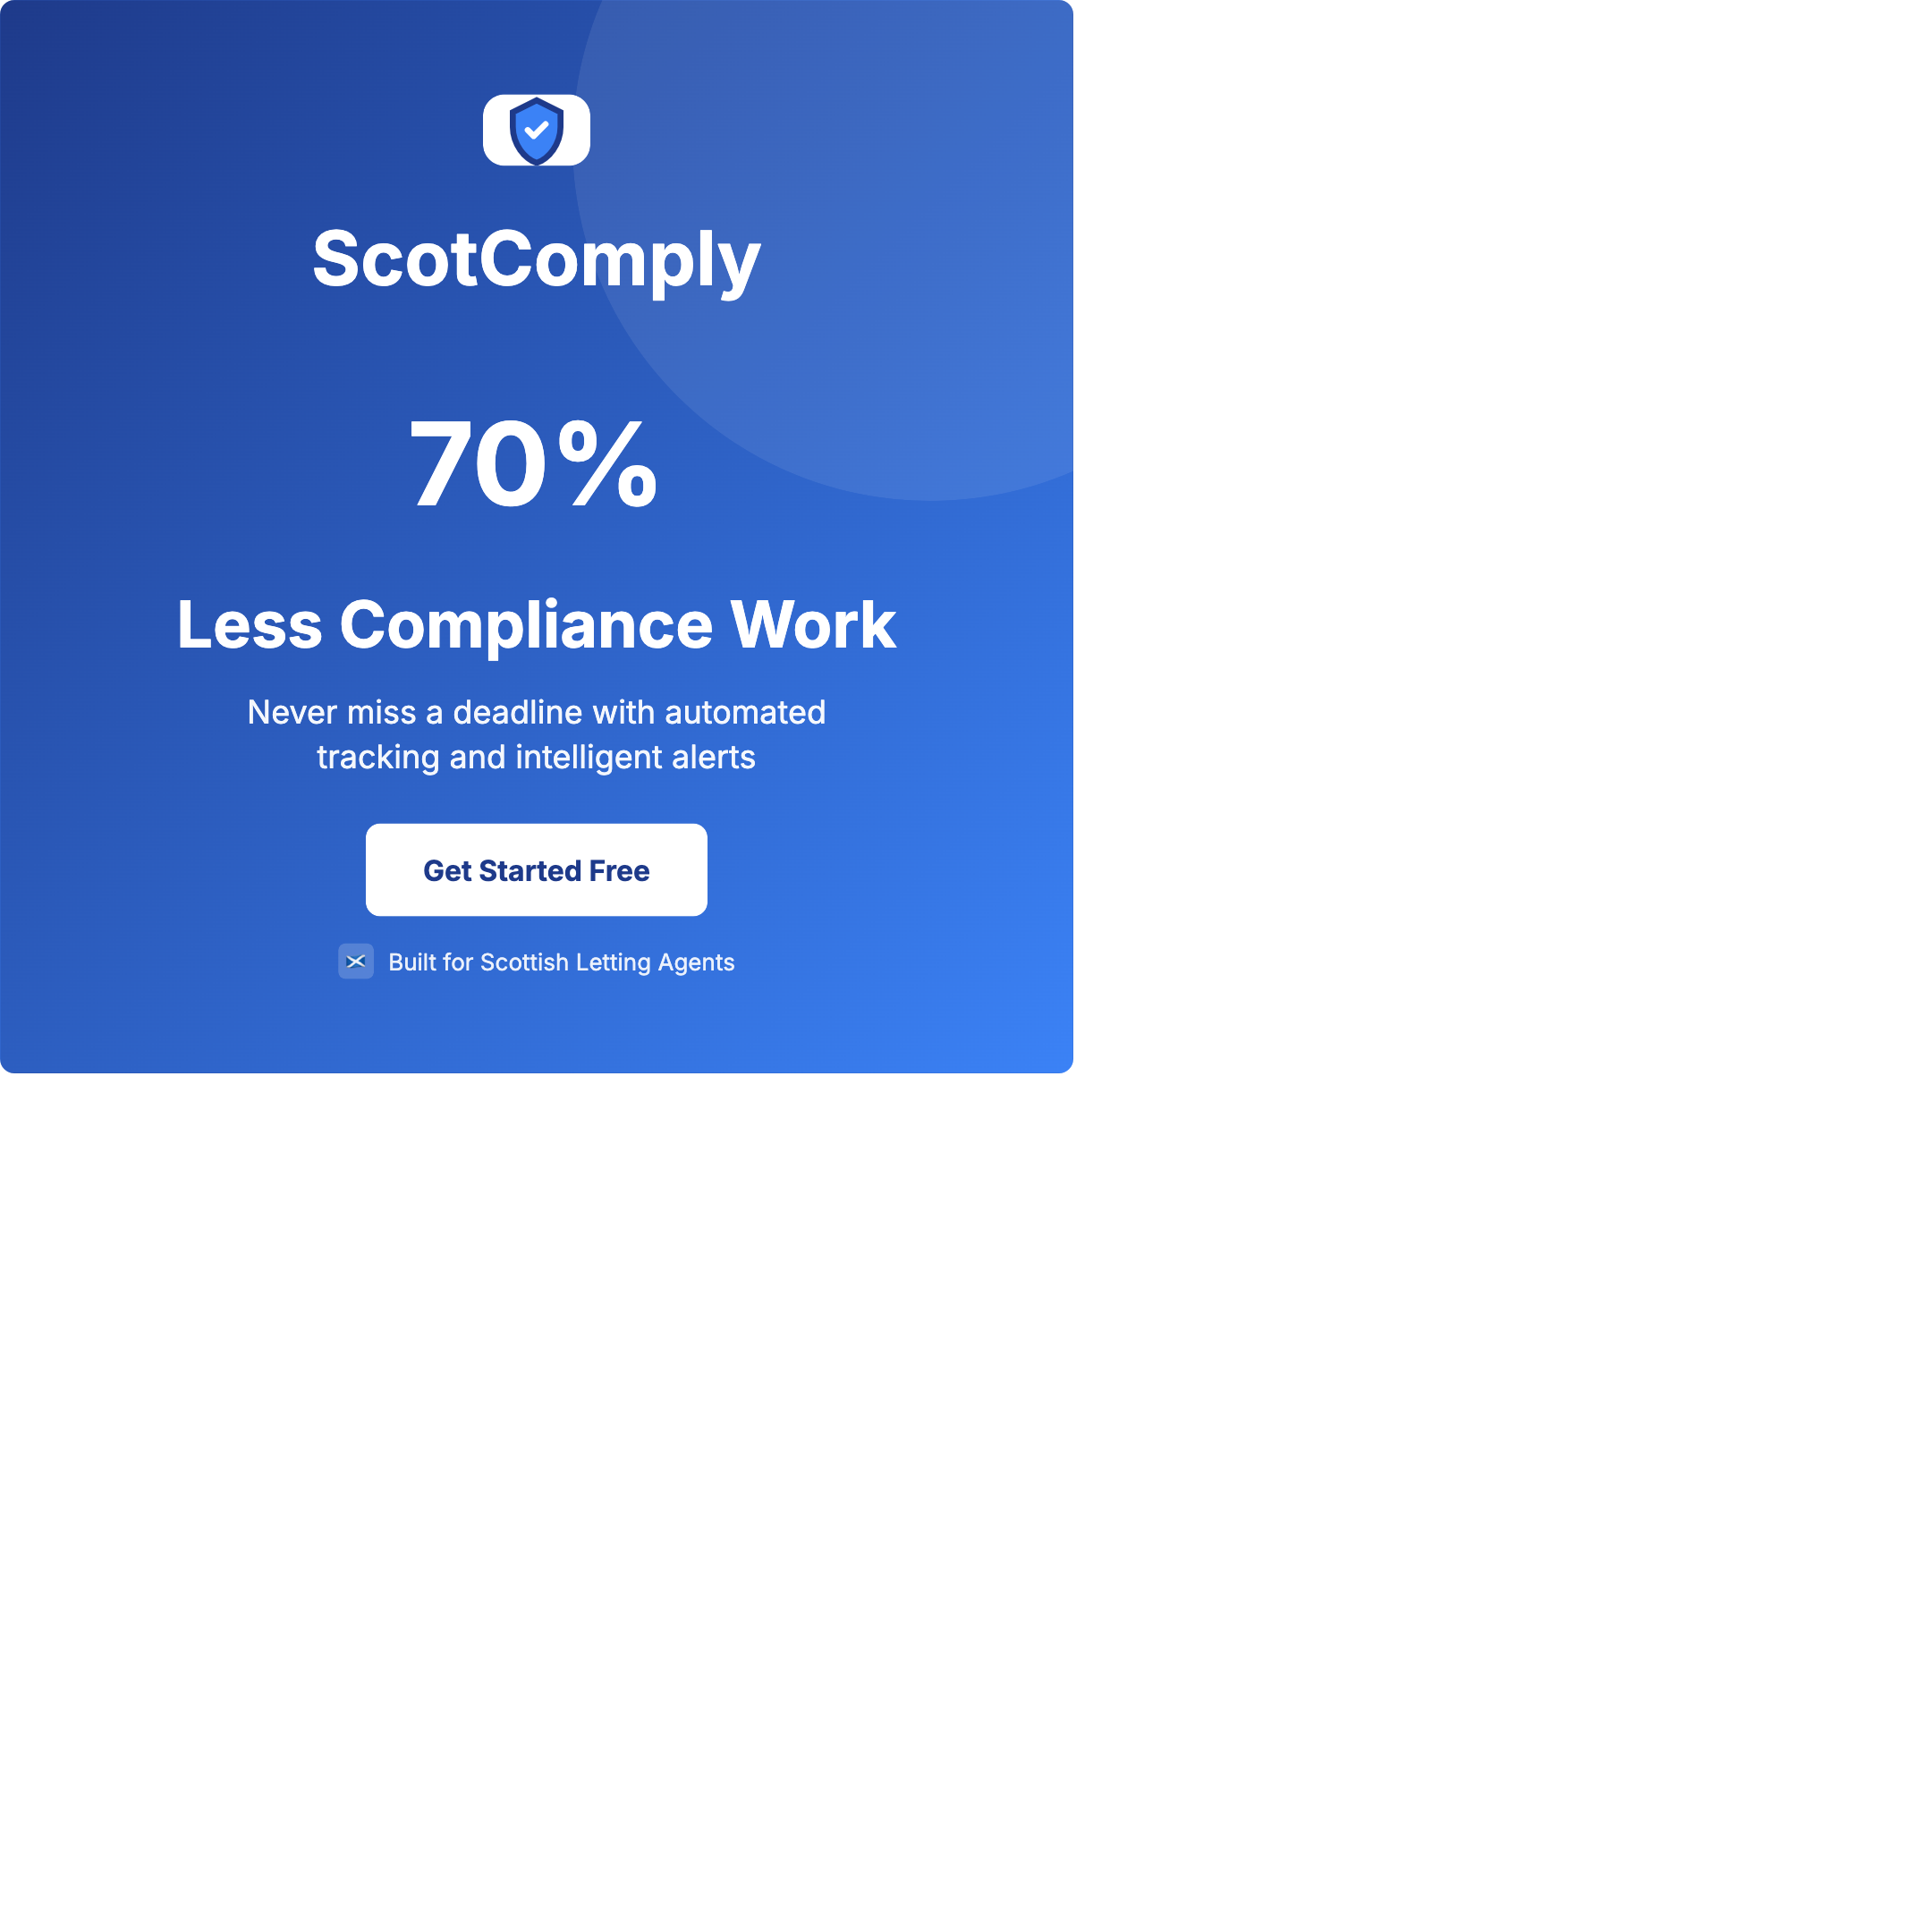 ScotComply
70%
Less Compliance Work
Never miss a deadline with automated
tracking and intelligent alerts
Get Started Free
Built for Scottish Letting Agents